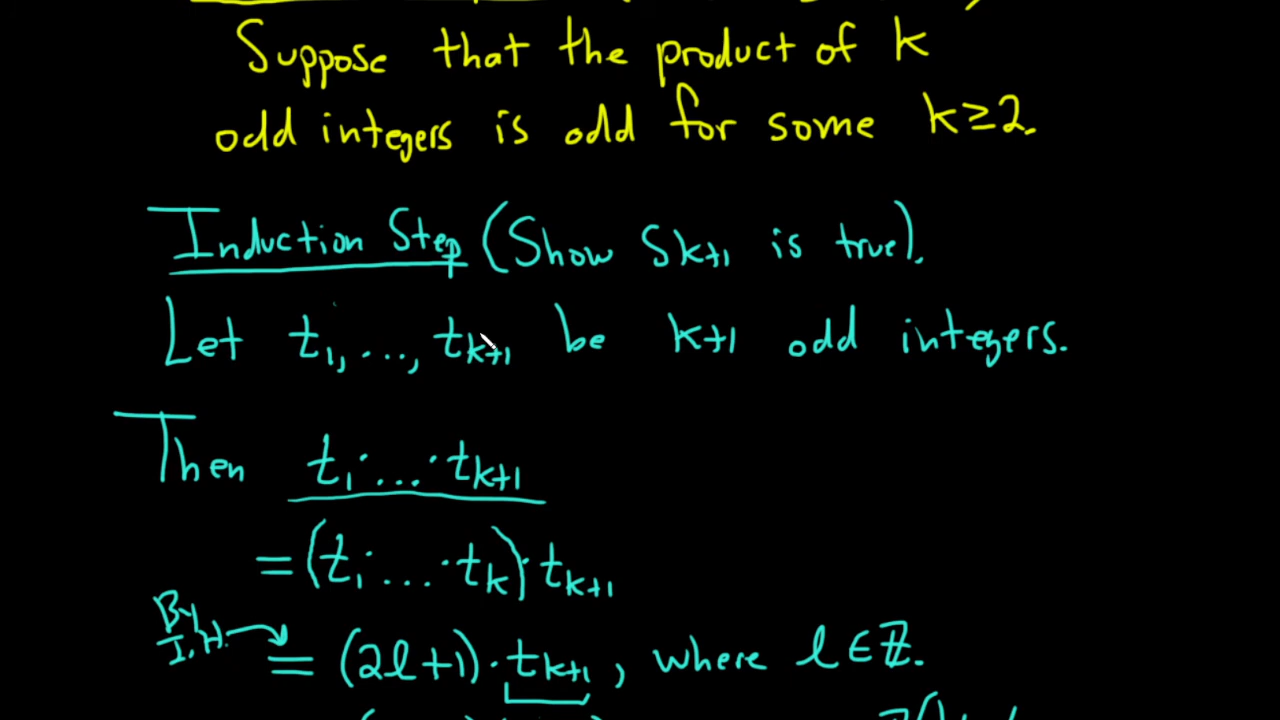 Suppose that the product of k
odd integers is odd for some k≥2.
Induction Step (Show Sk+1 is true).
Let t1,..., tk+1 be k+1 odd integers.
Then t1·...·tk+1
=(t1·...·tk)·tk+1
By
I.H.
= (2l+1)·tk+1, where l∈ℤ.